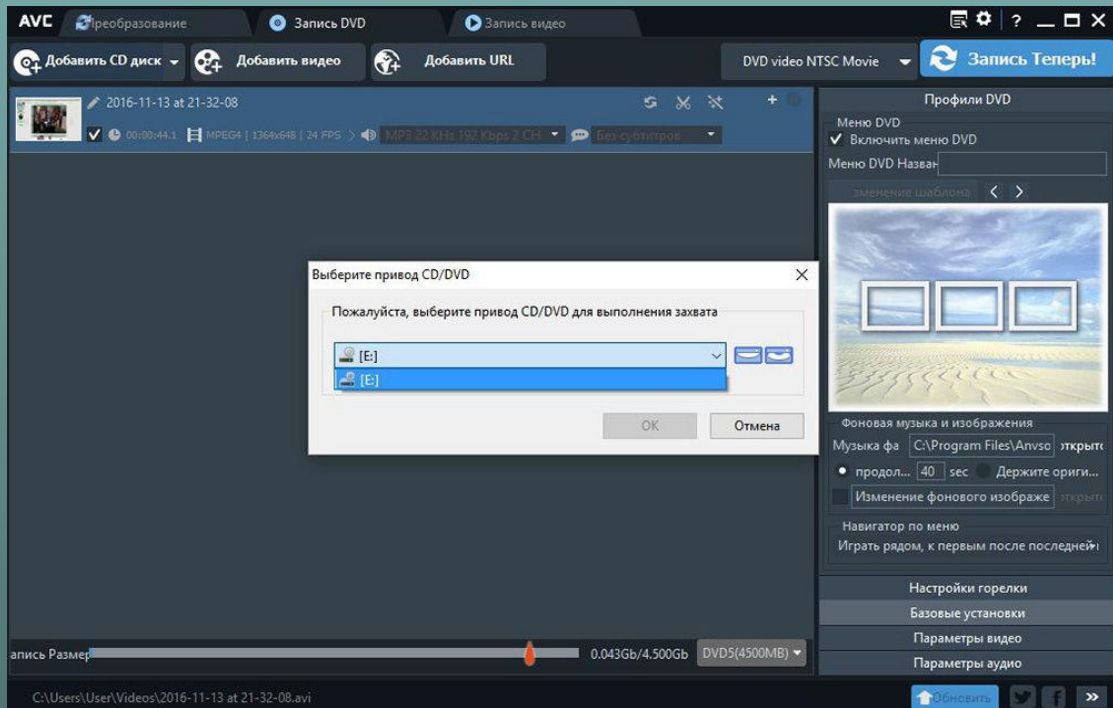 AVC
Преобразование
Запись DVD
Запись видео
?
Добавить CD диск
Добавить видео
Добавить URL
DVD video NTSC Movie
Запись Теперь!
2016-11-13 at 21-32-08
00:00:44.1
MPEG4 | 1364x648 | 24 FPS
MP3 22 KHz 192 Kbps 2 CH
Без субтитров
Профили DVD
Меню DVD
Включить меню DVD
Меню DVD Назван
зменение шаблона
Выберите привод CD/DVD
Пожалуйста, выберите привод CD/DVD для выполнения захвата
[E:]
[E:]
OK
Отмена
Фоновая музыка и изображения
Музыка фа
C:\Program Files\Anvso
открыто
продол...
40
sec
Держите ориги...
Изменение фонового изображе
Навигатор по меню
Играть рядом, к первым после последней
Настройки горелки
Базовые установки
Параметры видео
Параметры аудио
апись Размер
0.043Gb/4.500Gb
DVD5(4500MB)
C:\Users\User\Videos\2016-11-13 at 21-32-08.avi
Обновить